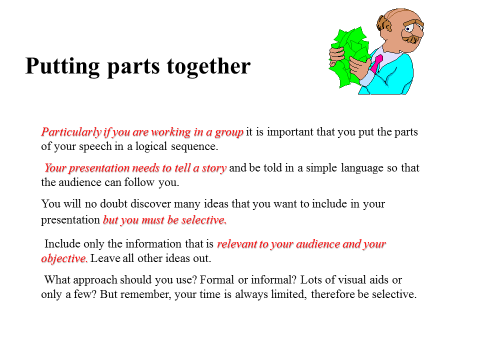 Putting parts together
Particularly if you are working in a group it is important that you put the parts
of your speech in a logical sequence.
Your presentation needs to tell a story and be told in a simple language so that
the audience can follow you.
You will no doubt discover many ideas that you want to include in your
presentation but you must be selective.
Include only the information that is relevant to your audience and your
objective. Leave all other ideas out.
What approach should you use? Formal or informal? Lots of visual aids or
only a few? But remember, your time is always limited, therefore be selective.